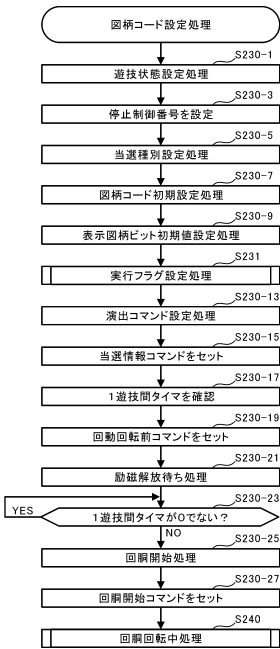 図柄コード設定処理
S230-1
遊技状態設定処理
S230-3
停止制御番号を設定
S230-5
当選種別設定処理
S230-7
図柄コード初期設定処理
S230-9
表示図柄ビット初期値設定処理
S231
実行フラグ設定処理
S230-13
演出コマンド設定処理
S230-15
当選情報コマンドをセット
S230-17
1遊技間タイマを確認
S230-19
回動回転前コマンドをセット
S230-21
励磁解放待ち処理
S230-23
YES
1遊技間タイマが0でない?
NO
S230-25
回胴開始処理
S230-27
回胴開始コマンドをセット
S240
回胴回転中処理